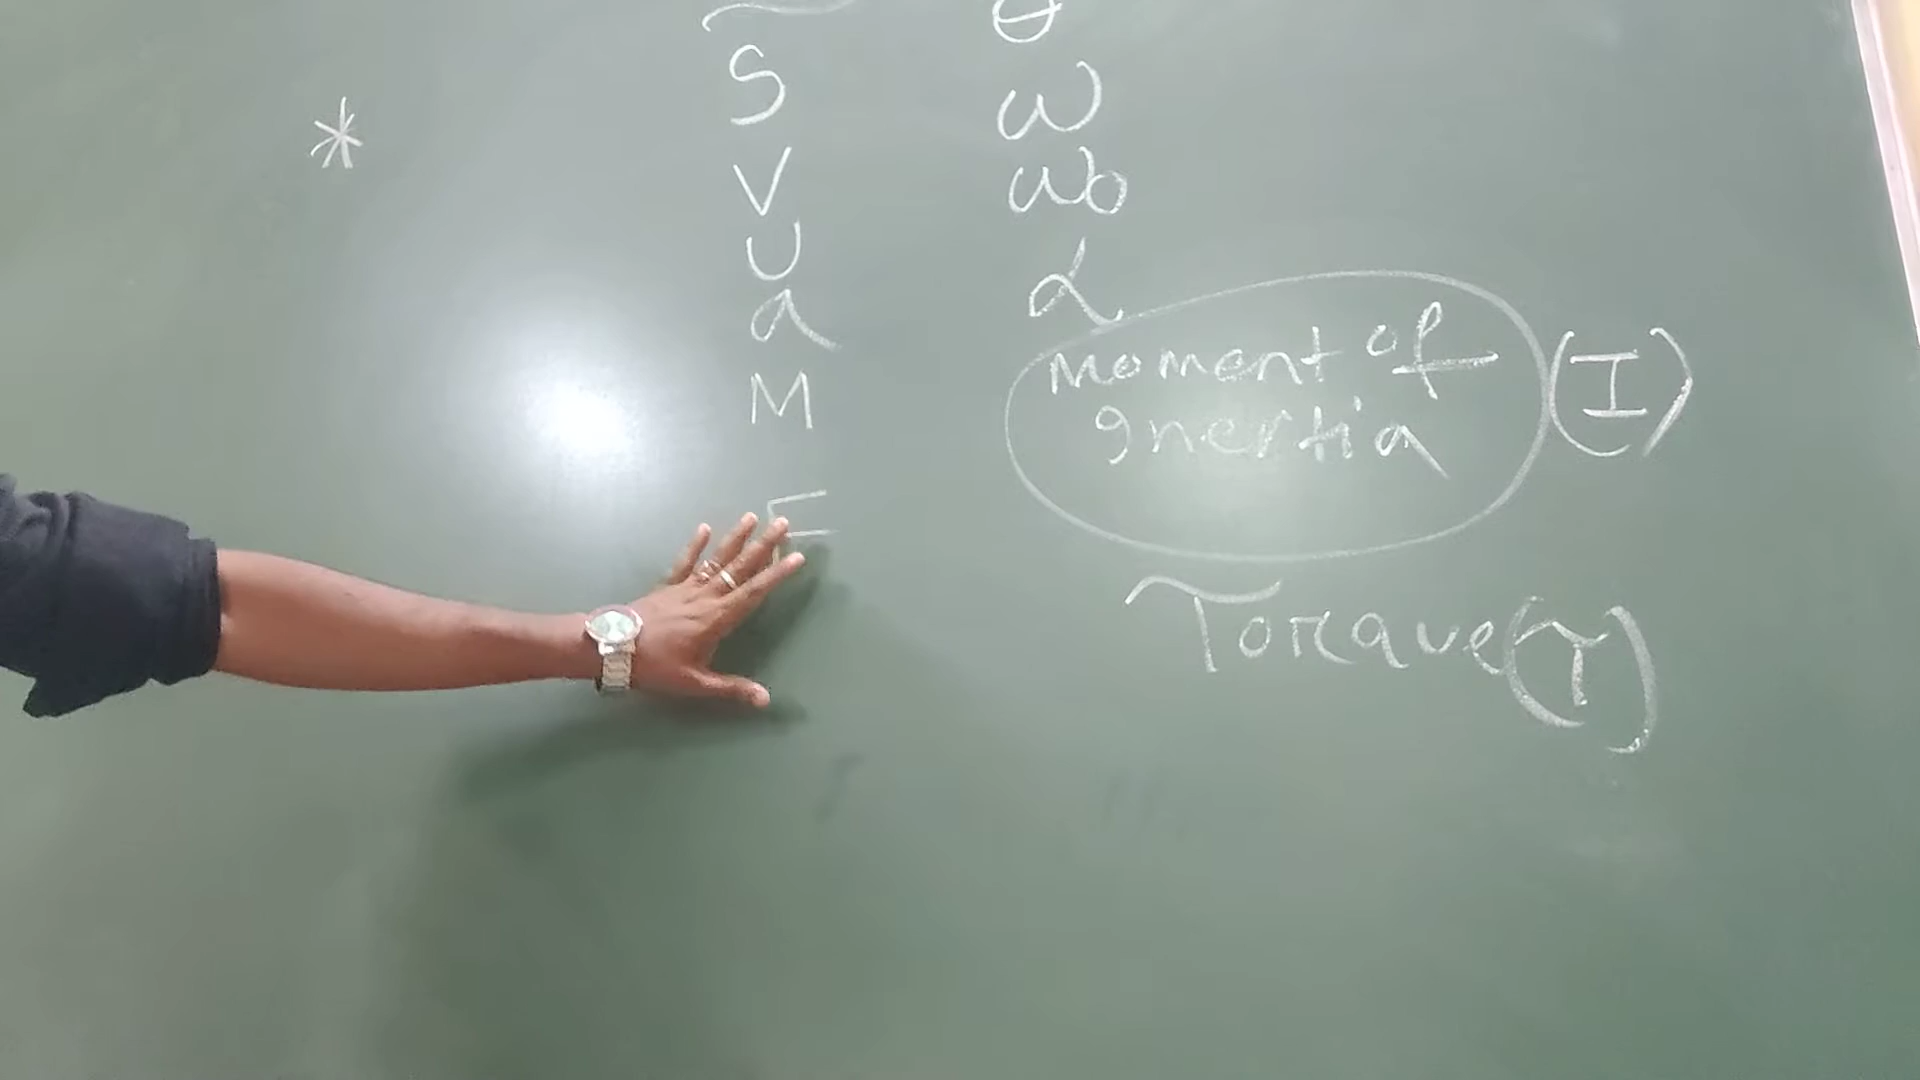 θ
S ω
V ω0
U α
a Moment of (I)
M Inertia
F Torque (τ)